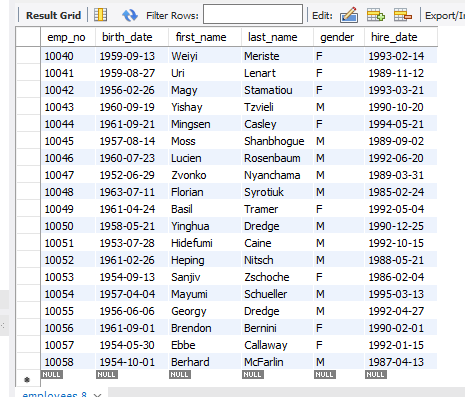 Result Grid Filter Rows: Edit: Export/In
emp_no birth_date first_name last_name gender hire_date
10040 1959-09-13 Weiyi Meriste F 1993-02-14
10041 1959-08-27 Uri Lenart F 1989-11-12
10042 1956-02-26 Magy Stamatiou F 1993-03-21
10043 1960-09-19 Yishay Tzvieli M 1990-10-20
10044 1961-09-21 Mingsen Casley F 1994-05-21
10045 1957-08-14 Moss Shanbhogue M 1989-09-02
10046 1960-07-23 Lucien Rosenbaum M 1992-06-20
10047 1952-06-29 Zvonko Nyanchama M 1989-03-31
10048 1963-07-11 Florian Syrotiuk M 1985-02-24
10049 1961-04-24 Basil Tramer F 1992-05-04
10050 1958-05-21 Yinghua Dredge M 1990-12-25
10051 1953-07-28 Hidefumi Caine M 1992-10-15
10052 1961-02-26 Heping Nitsch M 1988-05-21
10053 1954-09-13 Sanjiv Zschoche F 1986-02-04
10054 1957-04-04 Mayumi Schueller M 1995-03-13
10055 1956-06-06 Georgy Dredge M 1992-04-27
10056 1961-09-01 Brendon Bernini F 1990-02-01
10057 1954-05-30 Ebbe Callaway F 1992-01-15
10058 1954-10-01 Berhard McFarlin M 1987-04-13
NULL NULL NULL NULL NULL NULL
employees 8